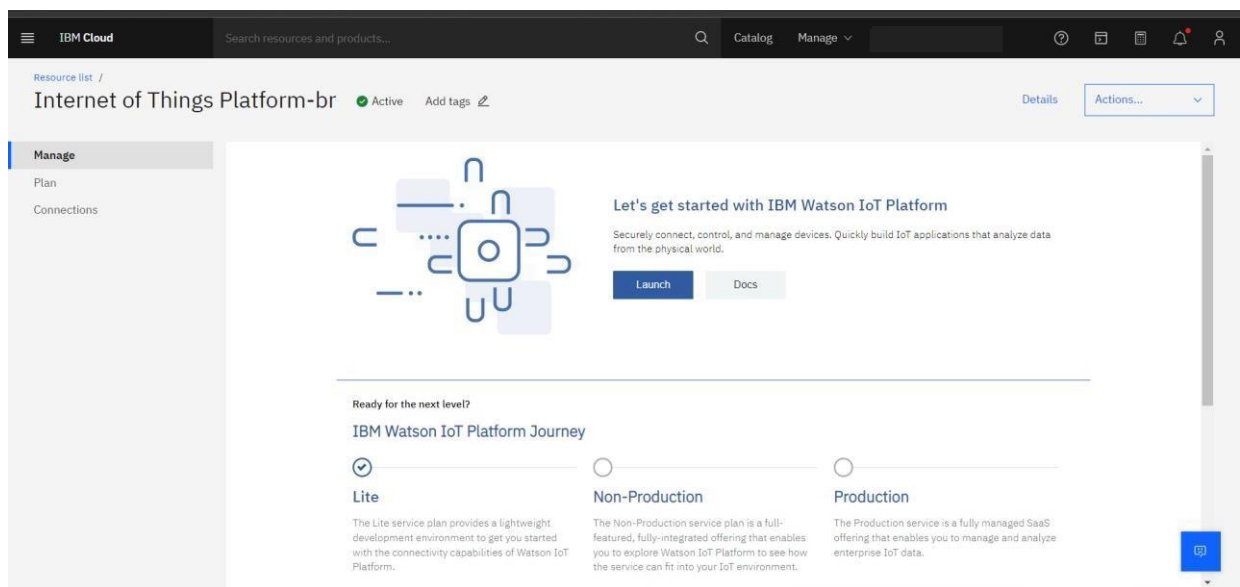 IBM Cloud
Search resources and products...
Catalog
Manage
Resource list /
Internet of Things Platform-br
Active
Add tags
Details
Actions...
Manage
Plan
Connections
Let's get started with IBM Watson IoT Platform
Securely connect, control, and manage devices. Quickly build IoT applications that analyze data
from the physical world.
Launch
Docs
Ready for the next level?
IBM Watson IoT Platform Journey
Lite
The Lite service plan provides a lightweight
development environment to get you started
with the connectivity capabilities of Watson IoT
Platform.
Non-Production
The Non-Production service plan is a full-
featured, fully-integrated offering that enables
you to explore Watson IoT Platform to see how
the service can fit into your IoT environment.
Production
The Production service is a fully managed SaaS
offering that enables you to manage and analyze
enterprise IoT data.